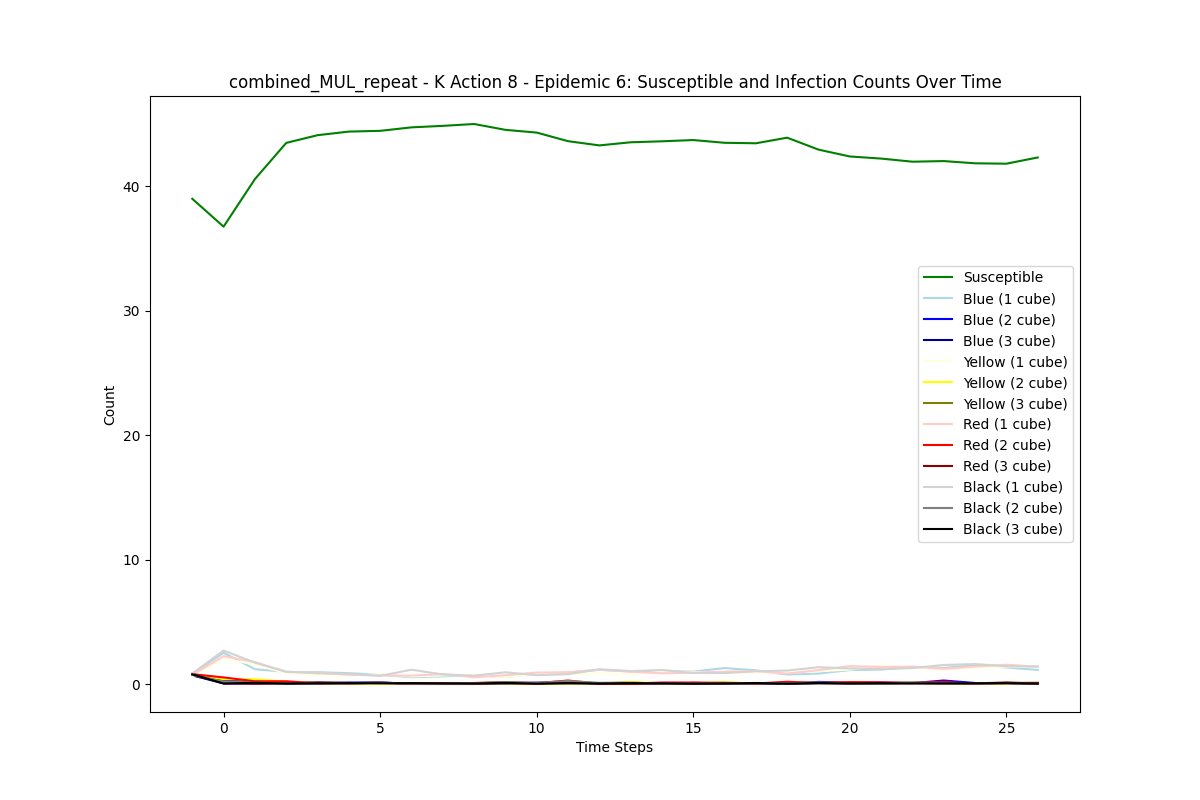 combined_MUL_repeat - K Action 8 - Epidemic 6: Susceptible and Infection Counts Over Time
Count
40
30
20
10
0
Susceptible
Blue (1 cube)
Blue (2 cube)
Blue (3 cube)
Yellow (1 cube)
Yellow (2 cube)
Yellow (3 cube)
Red (1 cube)
Red (2 cube)
Red (3 cube)
Black (1 cube)
Black (2 cube)
Black (3 cube)
0 5 10 15 20 25
Time Steps